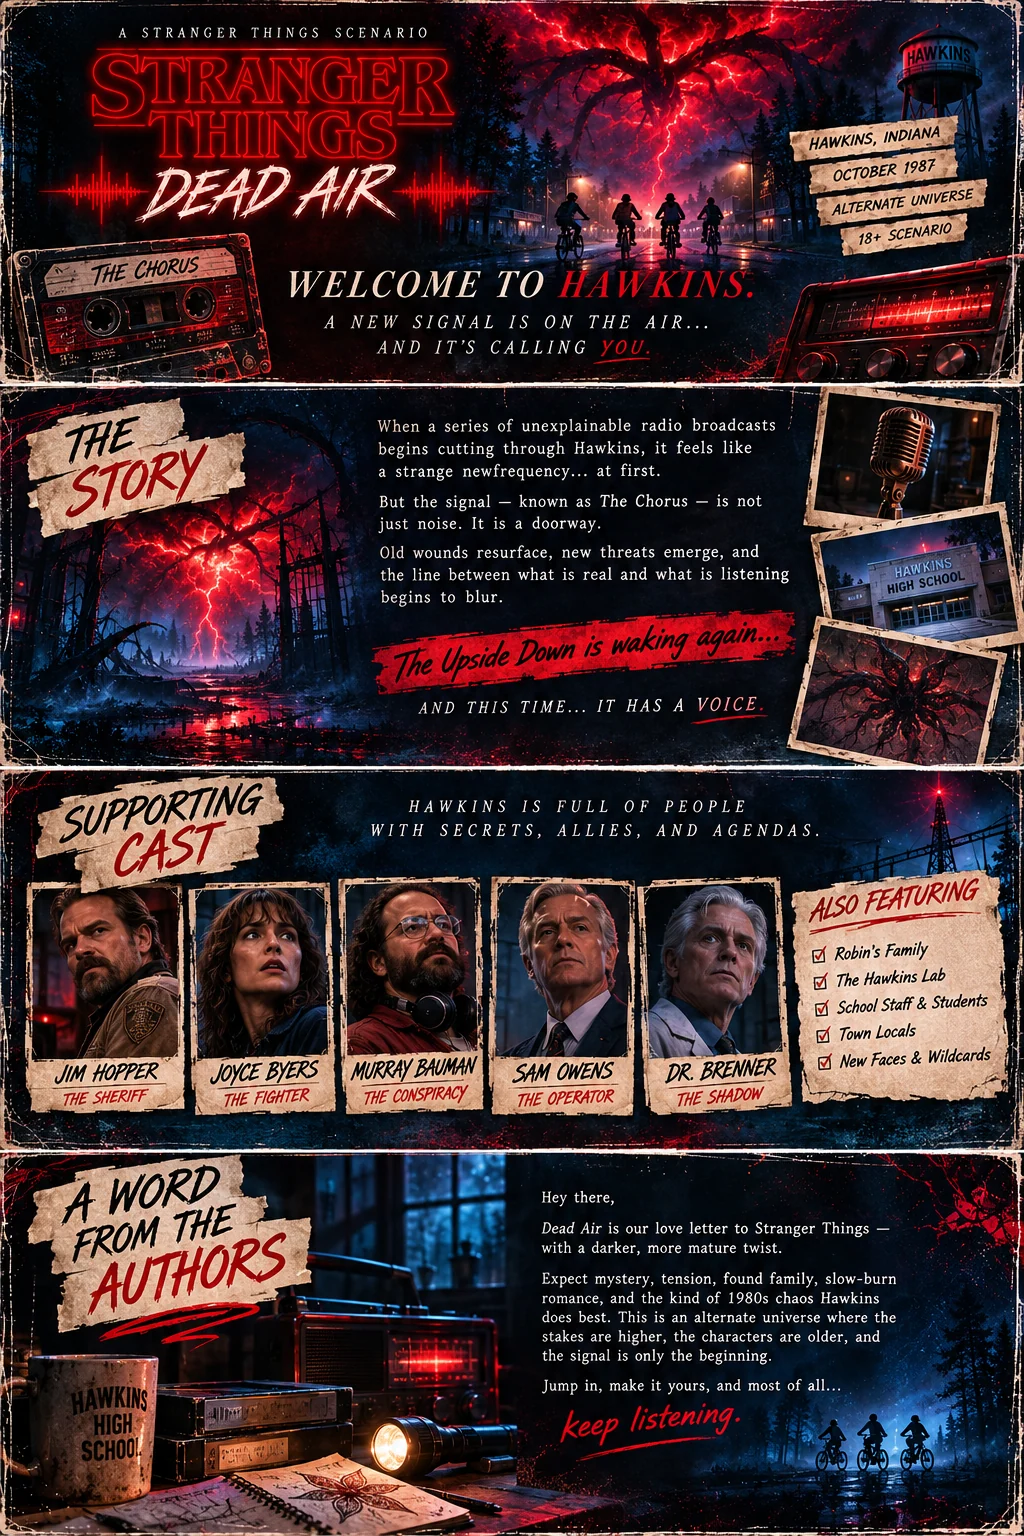 A STRANGER THINGS SCENARIO
STRANGER
THINGS
DEAD AIR
HAWKINS
HAWKINS, INDIANA
OCTOBER 1987
ALTERNATE UNIVERSE
18+ SCENARIO
THE CHORUS
WELCOME TO HAWKINS.
A NEW SIGNAL IS ON THE AIR...
AND IT'S CALLING YOU.
THE
STORY
When a series of unexplainable radio broadcasts
begins cutting through Hawkins, it feels like
a strange newfrequency... at first.
But the signal — known as The Chorus — is not
just noise. It is a doorway.
Old wounds resurface, new threats emerge, and
the line between what is real and what is listening
begins to blur.
The Upside Down is waking again...
AND THIS TIME... IT HAS A VOICE.
HAWKINS
HIGH SCHOOL
SUPPORTING
CAST
HAWKINS IS FULL OF PEOPLE
WITH SECRETS, ALLIES, AND AGENDAS.
JIM HOPPER
THE SHERIFF
JOYCE BYERS
THE FIGHTER
MURRAY BAUMAN
THE CONSPIRACY
SAM OWENS
THE OPERATOR
DR. BRENNER
THE SHADOW
ALSO FEATURING
Robin's Family
The Hawkins Lab
School Staff & Students
Town Locals
New Faces & Wildcards
A WORD
FROM THE
AUTHORS
Hey there,
Dead Air is our love letter to Stranger Things —
with a darker, more mature twist.
Expect mystery, tension, found family, slow-burn
romance, and the kind of 1980s chaos Hawkins
does best. This is an alternate universe where the
stakes are higher, the characters are older, and
the signal is only the beginning.
Jump in, make it yours, and most of all...
keep listening.
HAWKINS
HIGH
SCHOOL